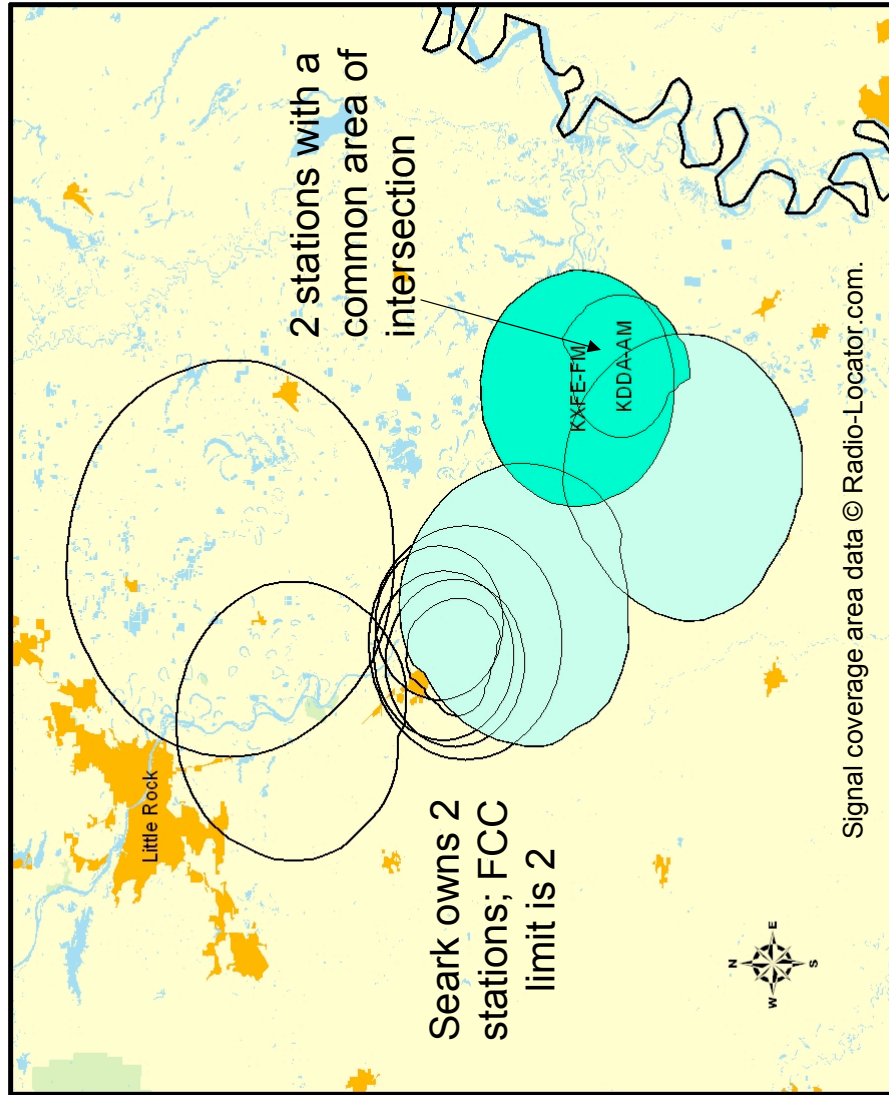 2 stations with a
common area of
intersection
Little Rock
KXFE-FM
KDDA-AM
Seark owns 2
stations; FCC
limit is 2
N
W
E
S
Signal coverage area data © Radio-Locator.com.